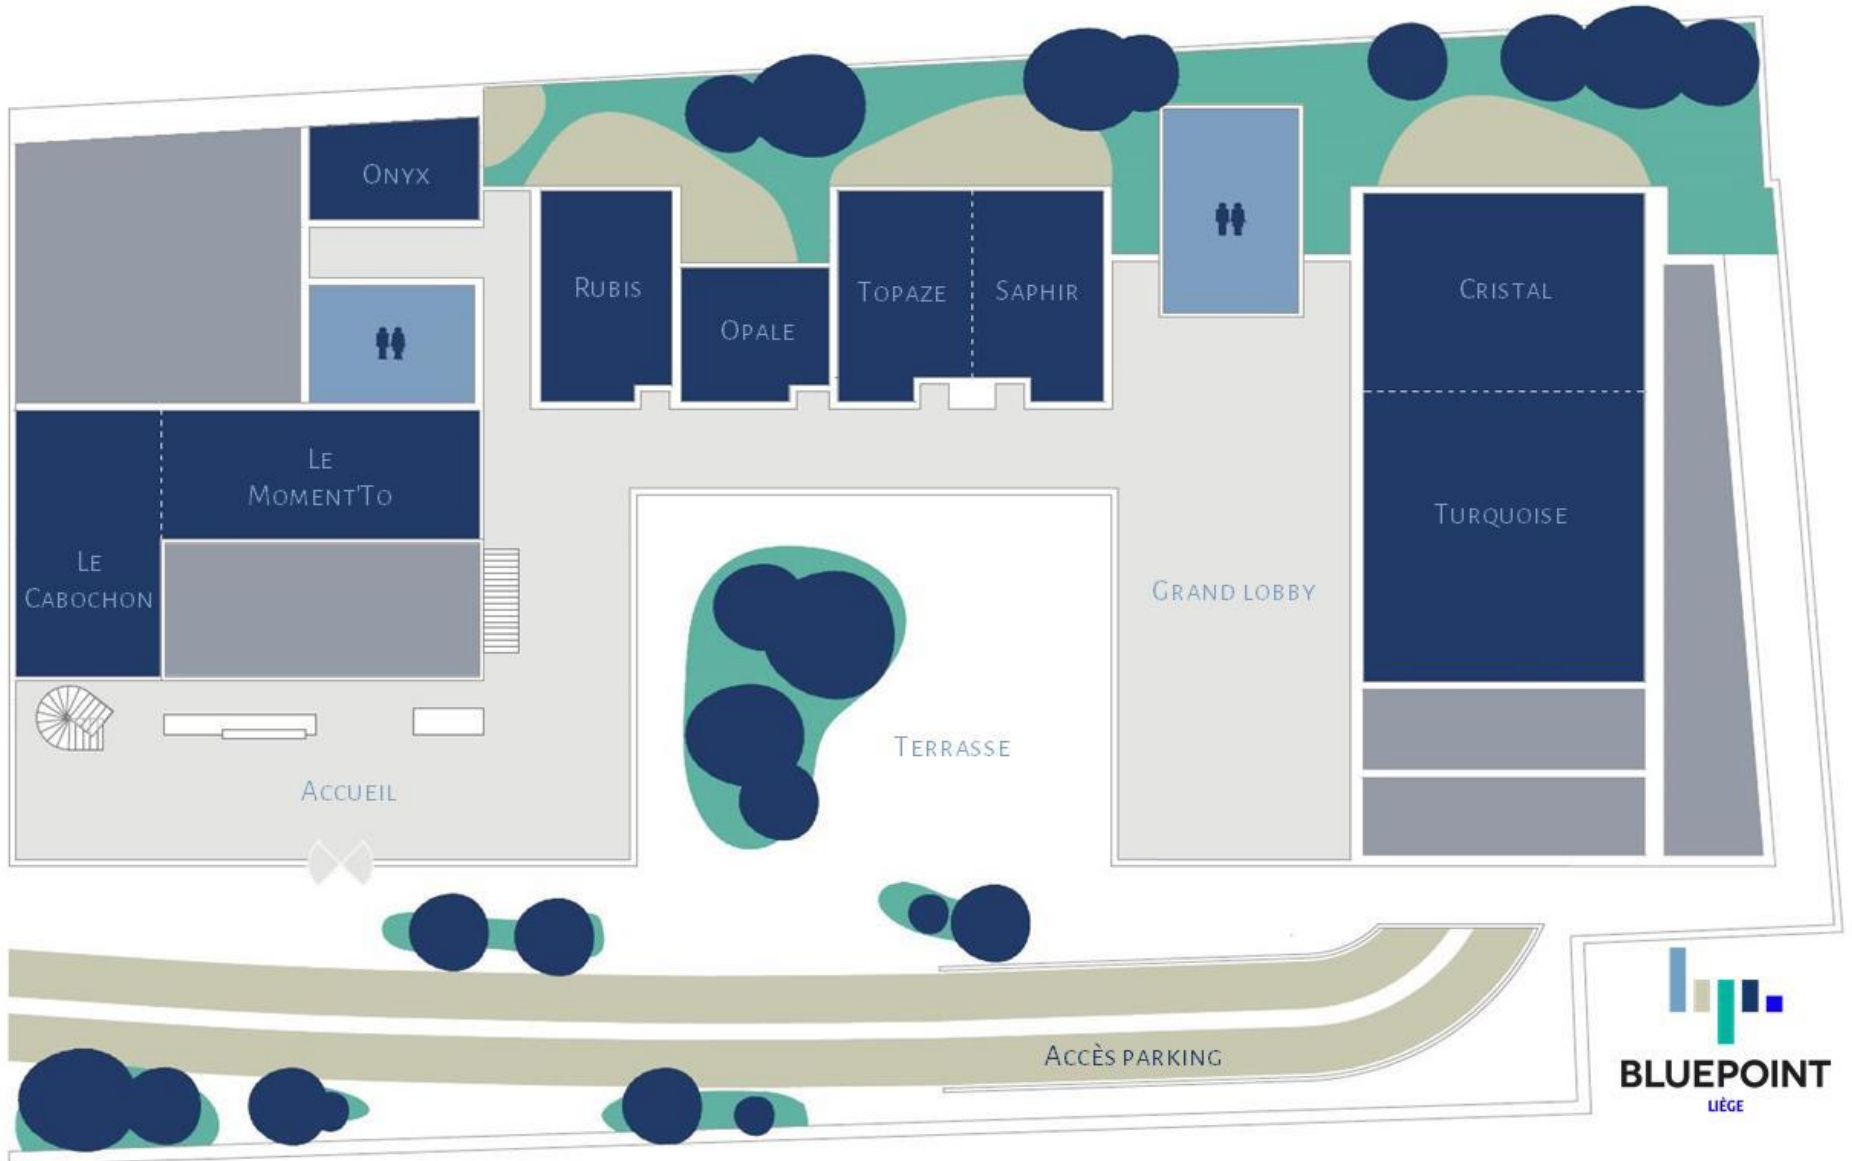 Onyx
Rubis
Opale
Topaze
Saphir
Cristal
Le
Moment'To
Le
Cabochon
Turquoise
Grand lobby
Terrasse
Accueil
Accès parking
BLUEPOINT
LIÈGE